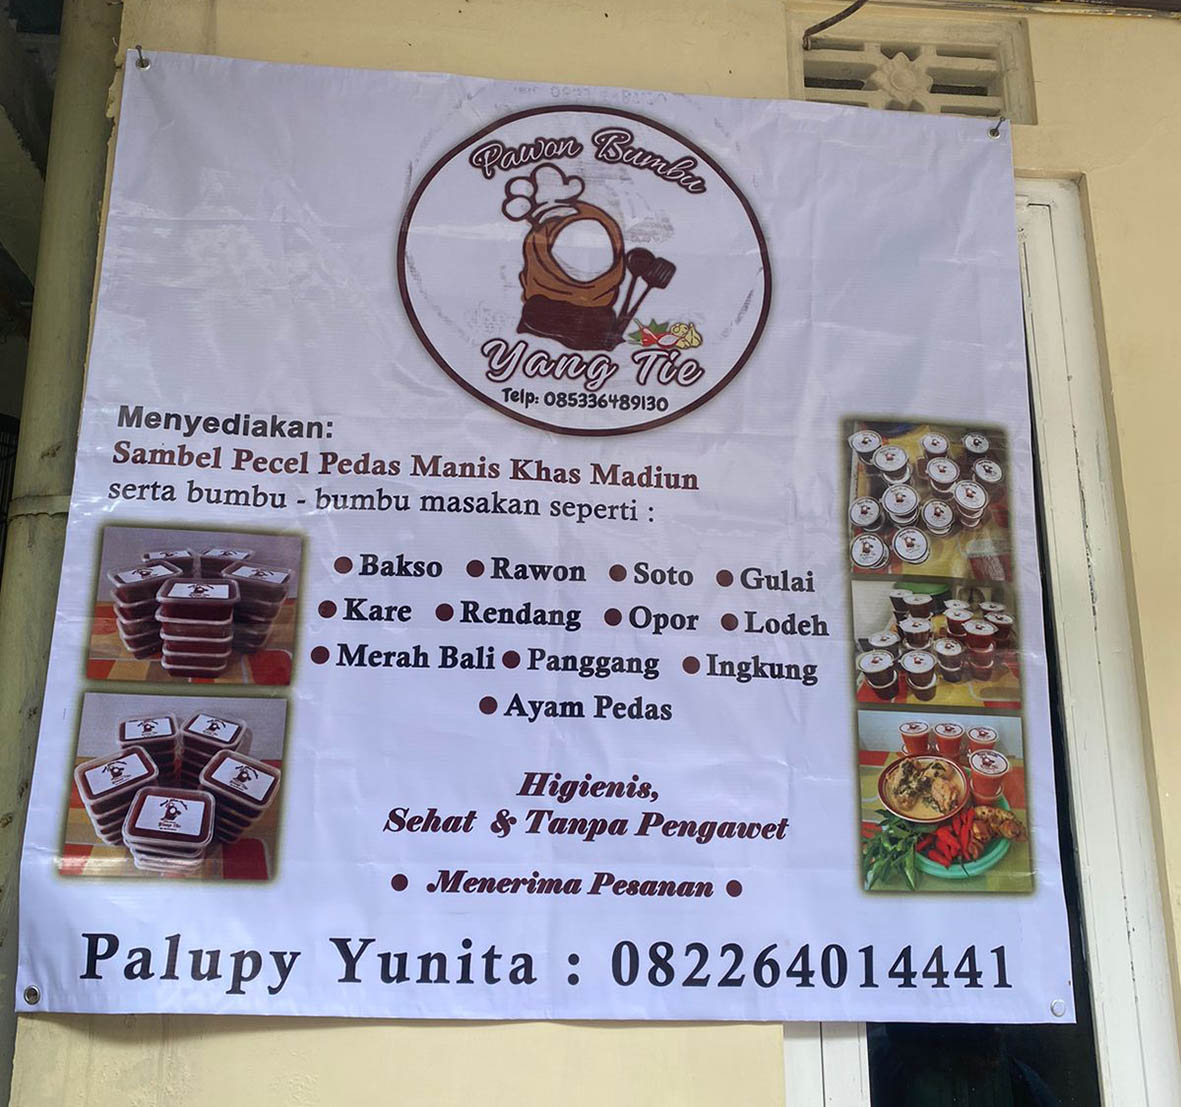 Pawon Bumbu
Yang Tie
Telp: 085336489130
Menyediakan:
Sambel Pecel Pedas Manis Khas Madiun
serta bumbu - bumbu masakan seperti :
• Bakso • Rawon • Soto • Gulai
• Kare • Rendang • Opor • Lodeh
• Merah Bali • Panggang • Ingkung
• Ayam Pedas
Higienis,
Sehat & Tanpa Pengawet
• Menerima Pesanan •
Palupy Yunita : 082264014441